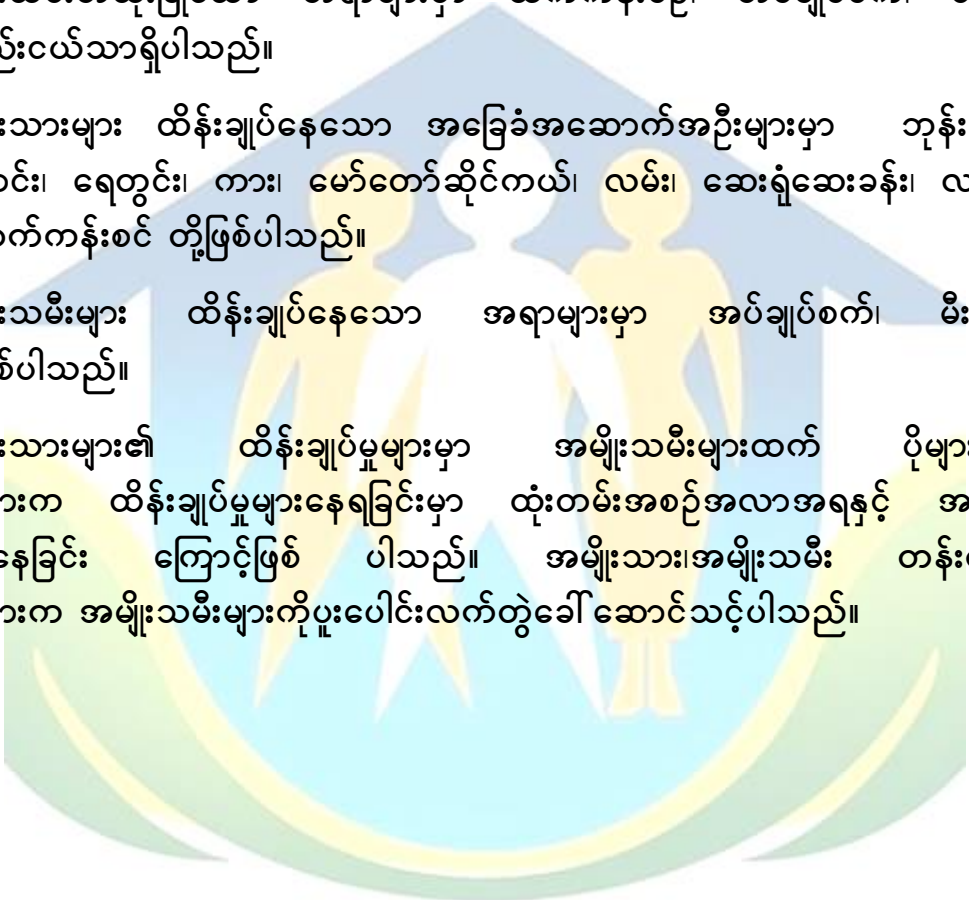 ည်းငယ်သာရှိပါသည်။
းသားများ ထိန်းချုပ်နေသော အခြေခံအဆောက်အဦးများမှာ ဘုန်း
င်း၊ ရေတွင်း၊ ကား၊ မော်တော်ဆိုင်ကယ်၊ လမ်း၊ ဆေးရုံဆေးခန်း၊
က်ကန်းစင် တို့ဖြစ်ပါသည်။
းသမီးများ ထိန်းချုပ်နေသော အရာများမှာ အပ်ချုပ်စက်၊ မီး
စ်ပါသည်။
းသားများ၏ ထိန်းချုပ်မှုများမှာ အမျိုးသမီးများထက် ပိုများ
ားက ထိန်းချုပ်မှုများနေရခြင်းမှာ ထုံးတမ်းအစဉ်အလာအရနှင့် အ
နေခြင်း ကြောင့်ဖြစ် ပါသည်။ အမျိုးသား၊အမျိုးသမီး တန်း
ားက အမျိုးသမီးများကိုပူးပေါင်းလက်တွဲခေါ်ဆောင်သင့်ပါသည်။